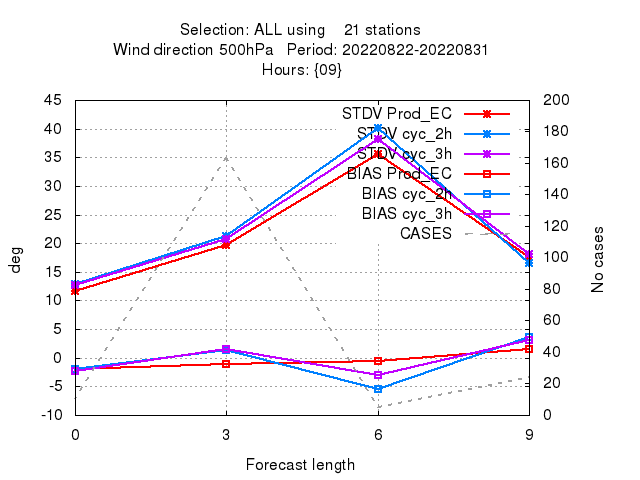 Selection: ALL using 21 stations
Wind direction 500hPa Period: 20220822-20220831
Hours: {09}
45
40
35
30
25
20
15
10
5
0
-5
-10
deg
STDV Prod_EC
STDV cyc_2h
STDV cyc_3h
BIAS Prod_EC
BIAS cyc_2h
BIAS cyc_3h
CASES
200
180
160
140
120
100
80
60
40
20
0
No cases
0 3 6 9
Forecast length